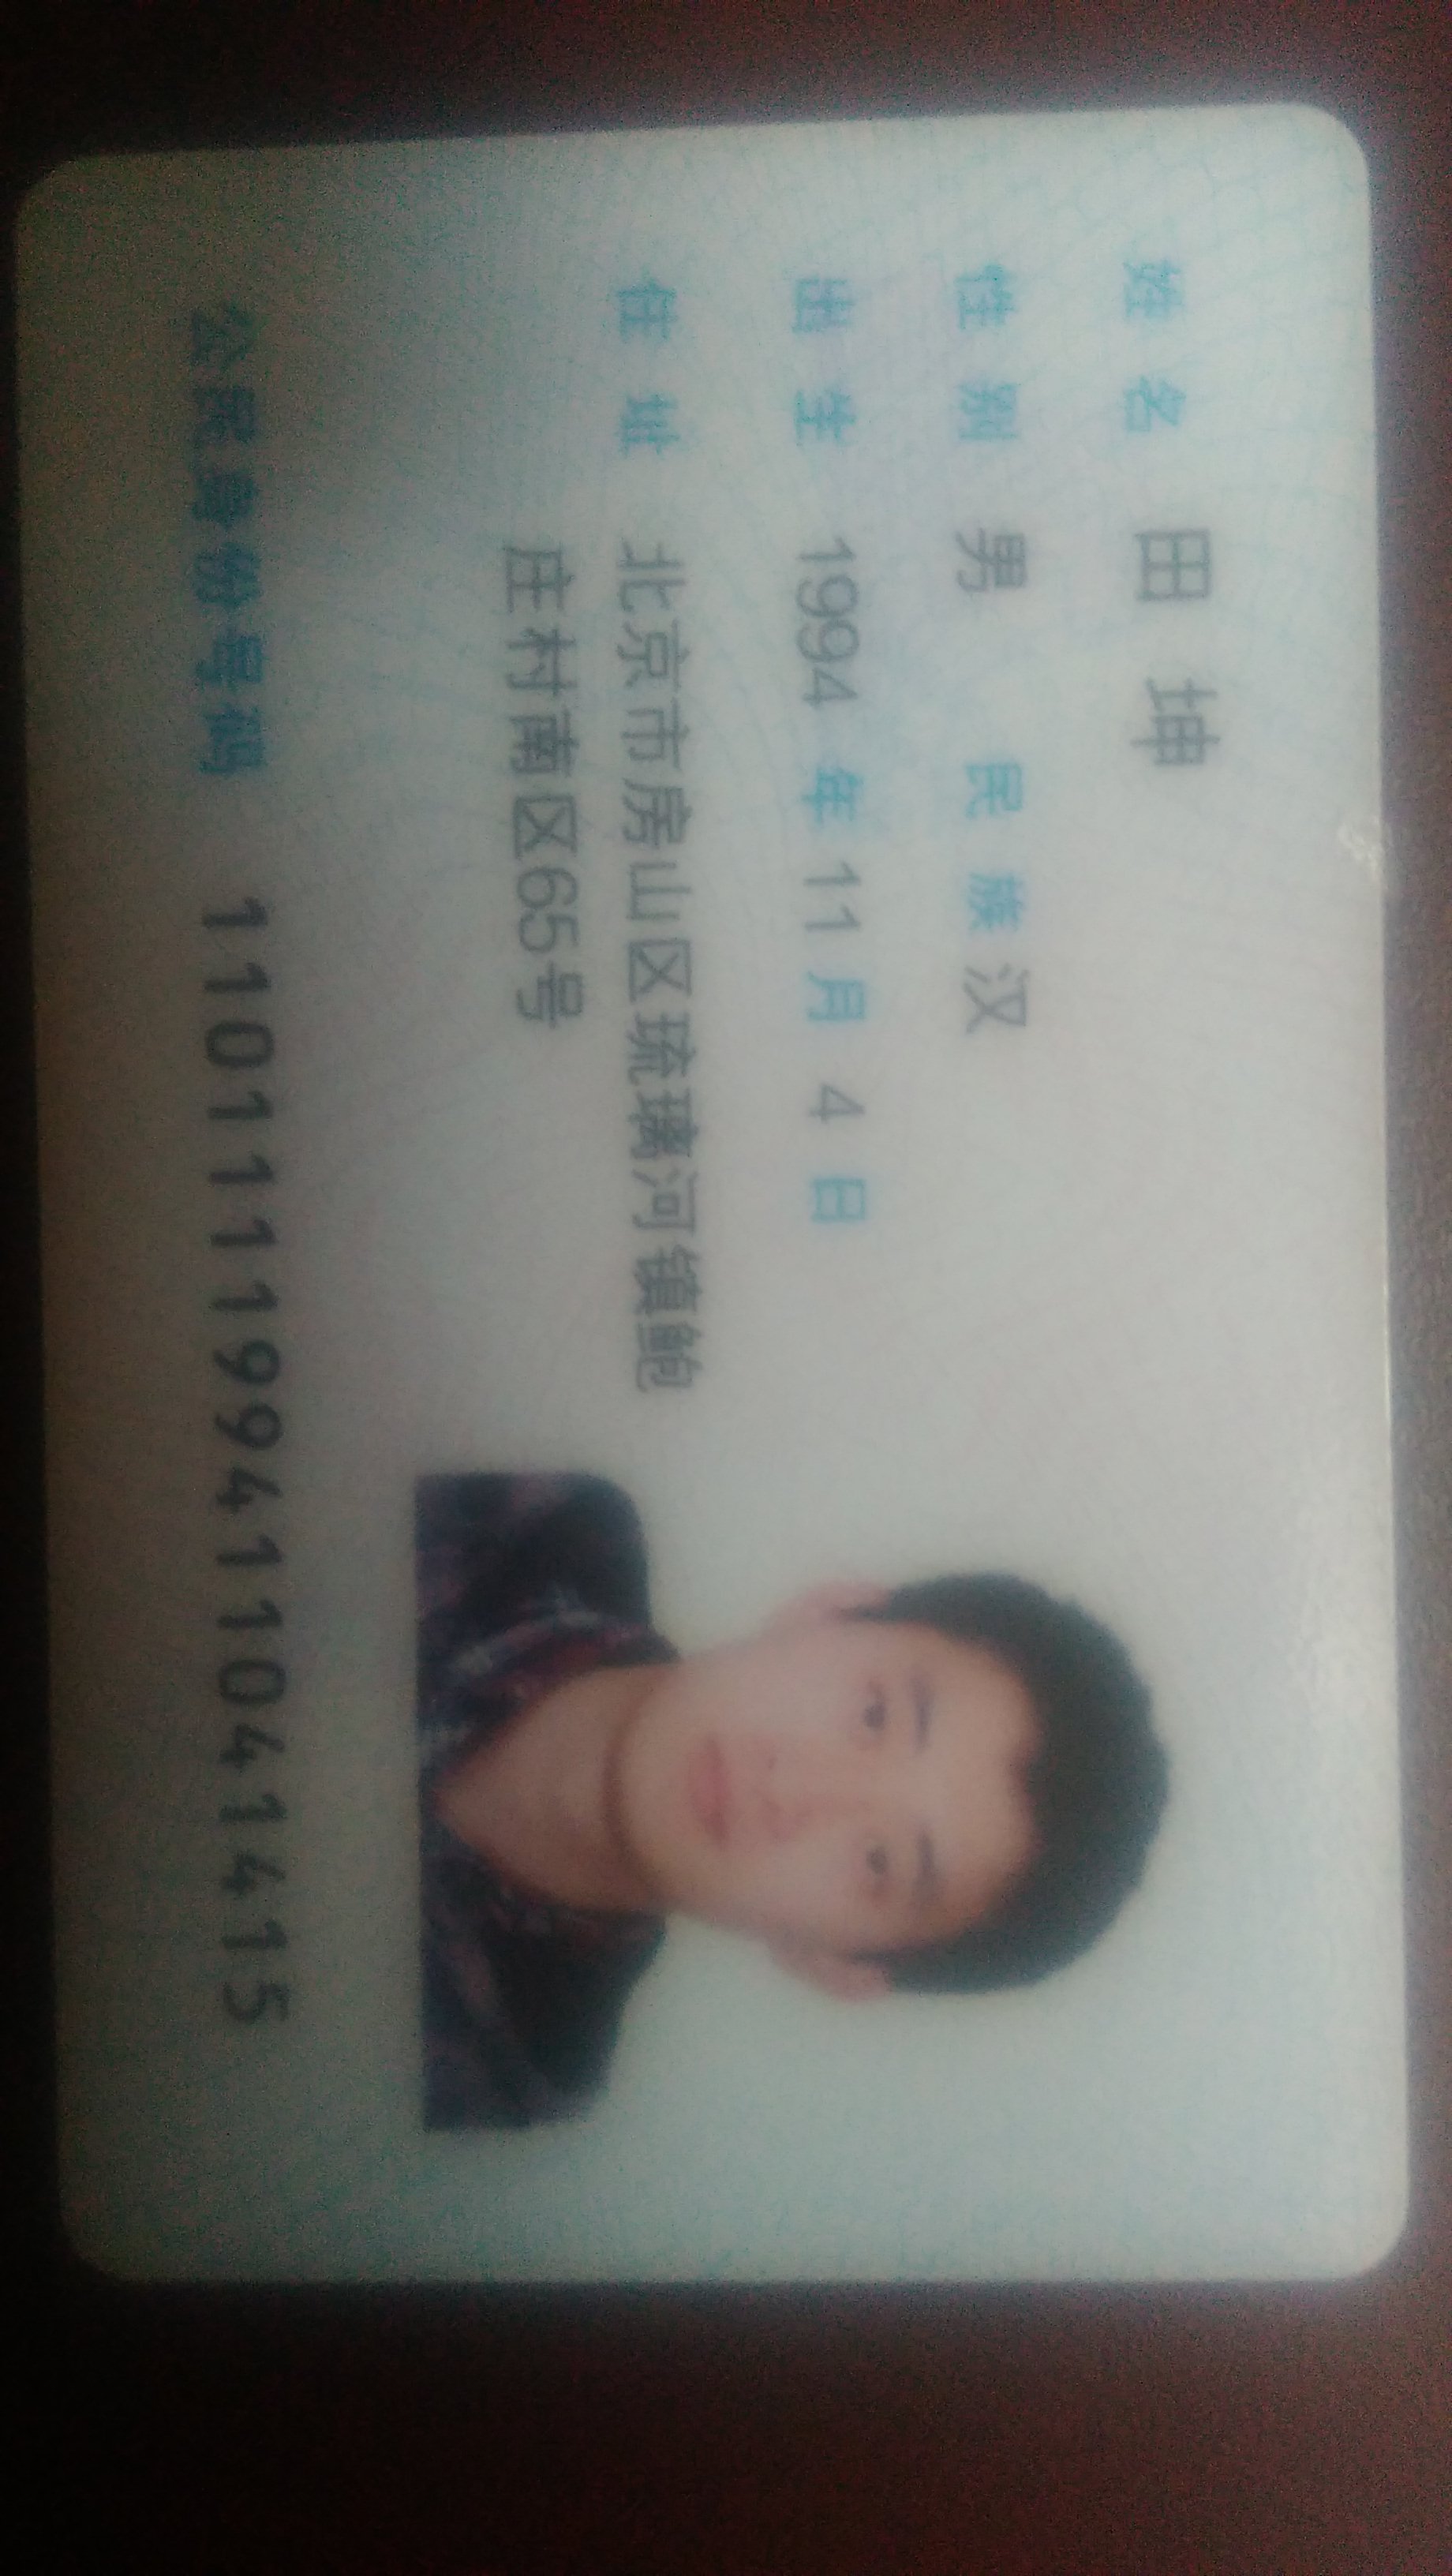 姓名 田坤
性别 男 民族 汉
出生 1994 年 11 月 4 日
住址 北京市房山区琉璃河镇鲍
庄村南区65号
公民身份号码 110111199411041415